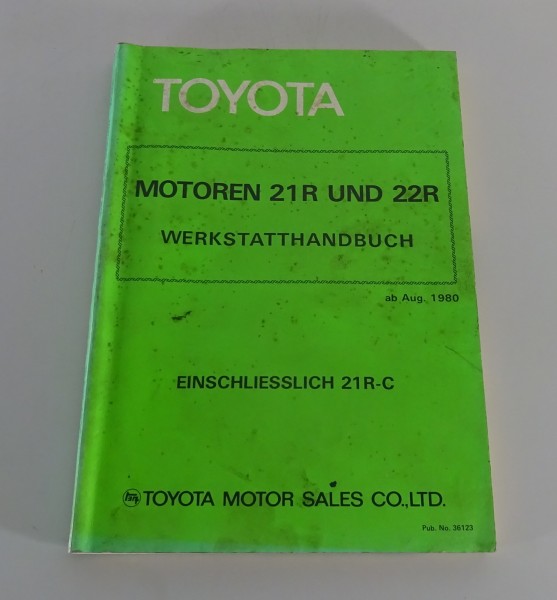 TOYOTA
MOTOREN 21R UND 22R
WERKSTATTHANDBUCH
ab Aug. 1980
EINSCHLIESSLICH 21R-C
TOYOTA MOTOR SALES CO.,LTD.
Pub. No. 36123